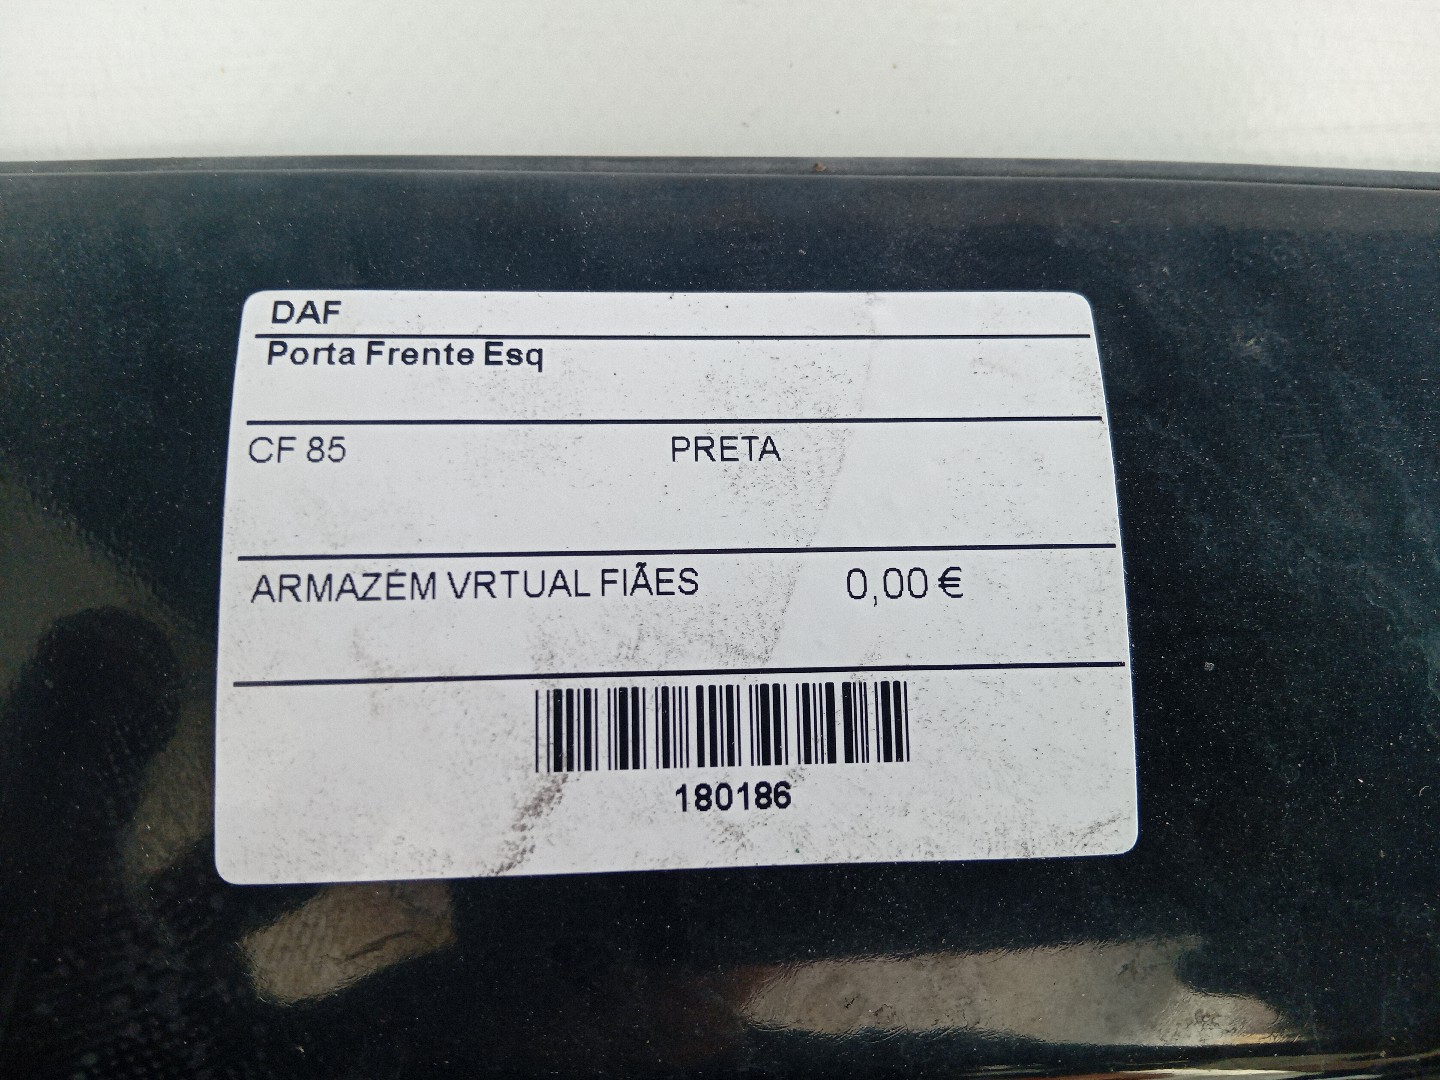 DAF
Porta Frente Esq
CF 85 PRETA
ARMAZÉM VRTUAL FIÃES 0,00 €
180186